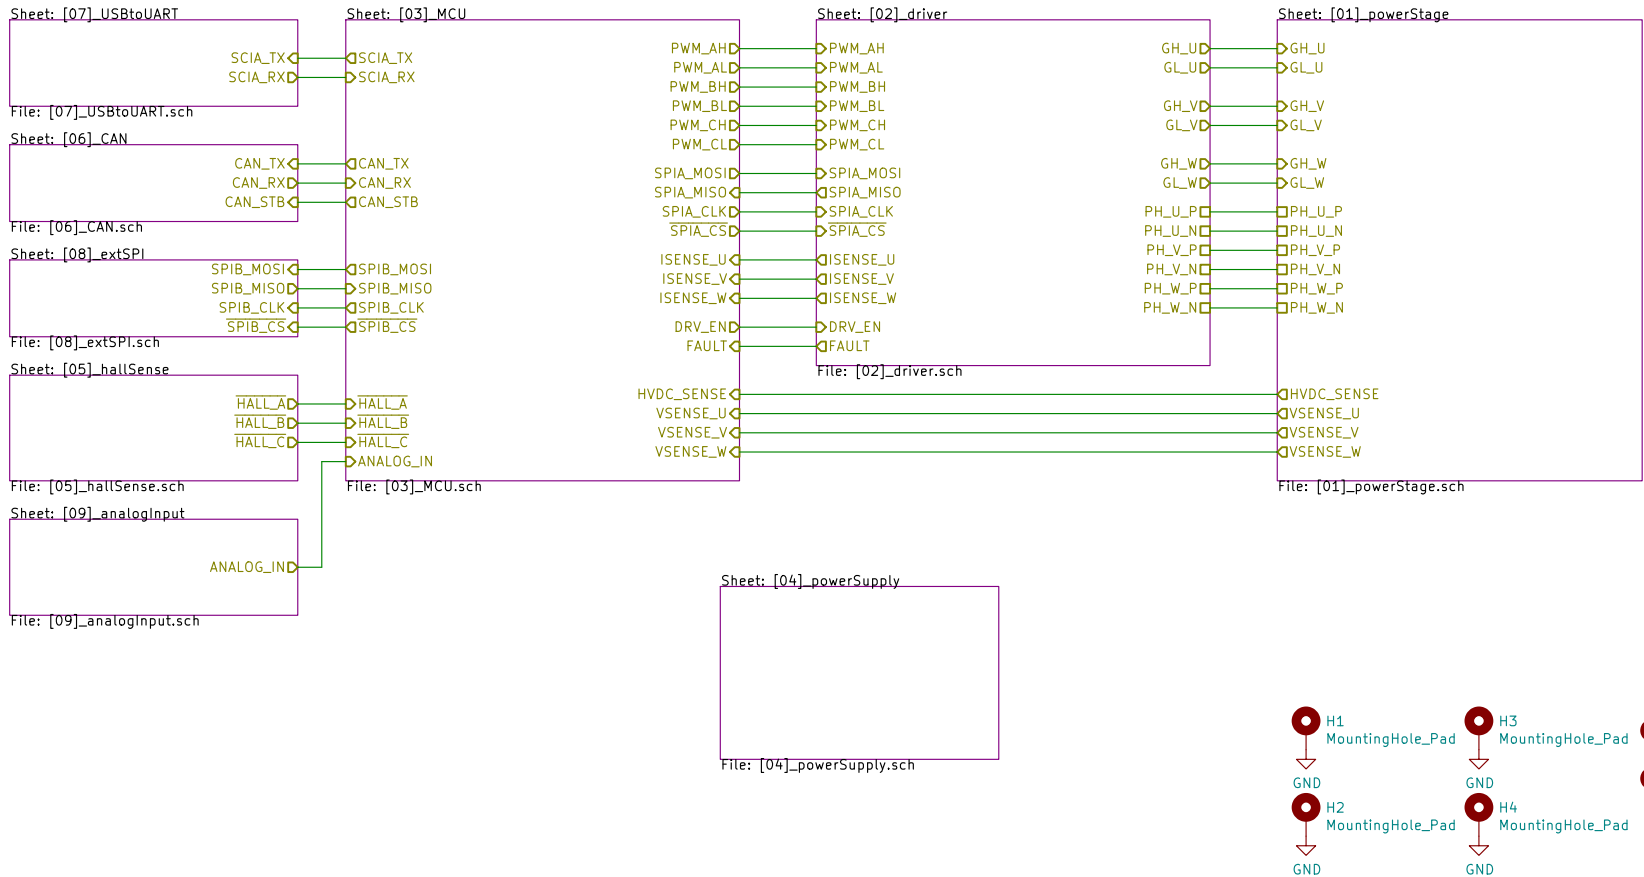 Sheet: [07]_USBtoUART
SCIA_TX
SCIA_RX
File: [07]_USBtoUART.sch
Sheet: [06]_CAN
CAN_TX
CAN_RX
CAN_STB
File: [06]_CAN.sch
Sheet: [08]_extSPI
SPIB_MOSI
SPIB_MISO
SPIB_CLK
SPIB_CS
File: [08]_extSPI.sch
Sheet: [05]_hallSense
HALL_A
HALL_B
HALL_C
File: [05]_hallSense.sch
Sheet: [09]_analogInput
ANALOG_IN
File: [09]_analogInput.sch
Sheet: [03]_MCU
SCIA_TX
SCIA_RX
CAN_TX
CAN_RX
CAN_STB
SPIB_MOSI
SPIB_MISO
SPIB_CLK
SPIB_CS
HALL_A
HALL_B
HALL_C
ANALOG_IN
PWM_AH
PWM_AL
PWM_BH
PWM_BL
PWM_CH
PWM_CL
SPIA_MOSI
SPIA_MISO
SPIA_CLK
SPIA_CS
ISENSE_U
ISENSE_V
ISENSE_W
DRV_EN
FAULT
HVDC_SENSE
VSENSE_U
VSENSE_V
VSENSE_W
File: [03]_MCU.sch
Sheet: [02]_driver
PWM_AH
PWM_AL
PWM_BH
PWM_BL
PWM_CH
PWM_CL
SPIA_MOSI
SPIA_MISO
SPIA_CLK
SPIA_CS
ISENSE_U
ISENSE_V
ISENSE_W
DRV_EN
FAULT
GH_U
GL_U
GH_V
GL_V
GH_W
GL_W
PH_U_P
PH_U_N
PH_V_P
PH_V_N
PH_W_P
PH_W_N
File: [02]_driver.sch
Sheet: [01]_powerStage
GH_U
GL_U
GH_V
GL_V
GH_W
GL_W
PH_U_P
PH_U_N
PH_V_P
PH_V_N
PH_W_P
PH_W_N
HVDC_SENSE
VSENSE_U
VSENSE_V
VSENSE_W
File: [01]_powerStage.sch
Sheet: [04]_powerSupply
File: [04]_powerSupply.sch
H1
MountingHole_Pad
GND
H3
MountingHole_Pad
GND
H2
MountingHole_Pad
GND
H4
MountingHole_Pad
GND